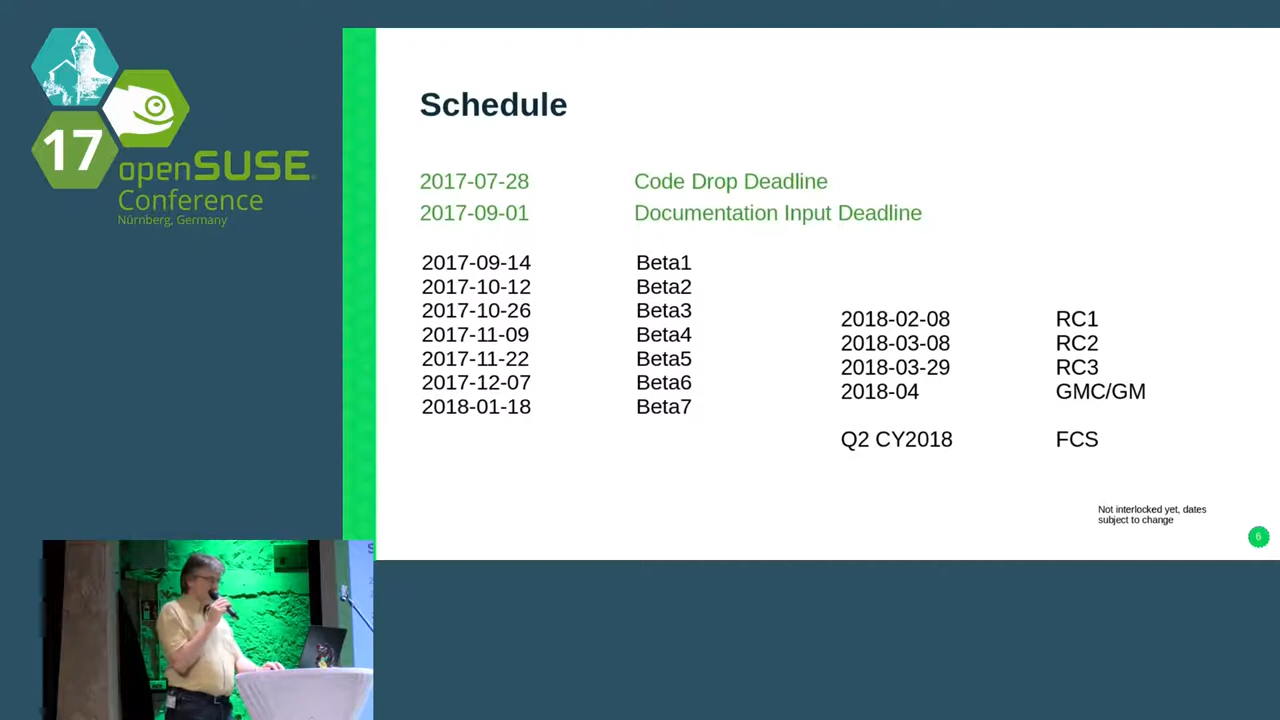 17
openSUSE
Conference
Nürnberg, Germany
Schedule
2017-07-28 Code Drop Deadline
2017-09-01 Documentation Input Deadline
2017-09-14 Beta1
2017-10-12 Beta2
2017-10-26 Beta3
2017-11-09 Beta4
2017-11-22 Beta5
2017-12-07 Beta6
2018-01-18 Beta7
2018-02-08 RC1
2018-03-08 RC2
2018-03-29 RC3
2018-04 GMC/GM
Q2 CY2018 FCS
Not interlocked yet, dates
subject to change
6